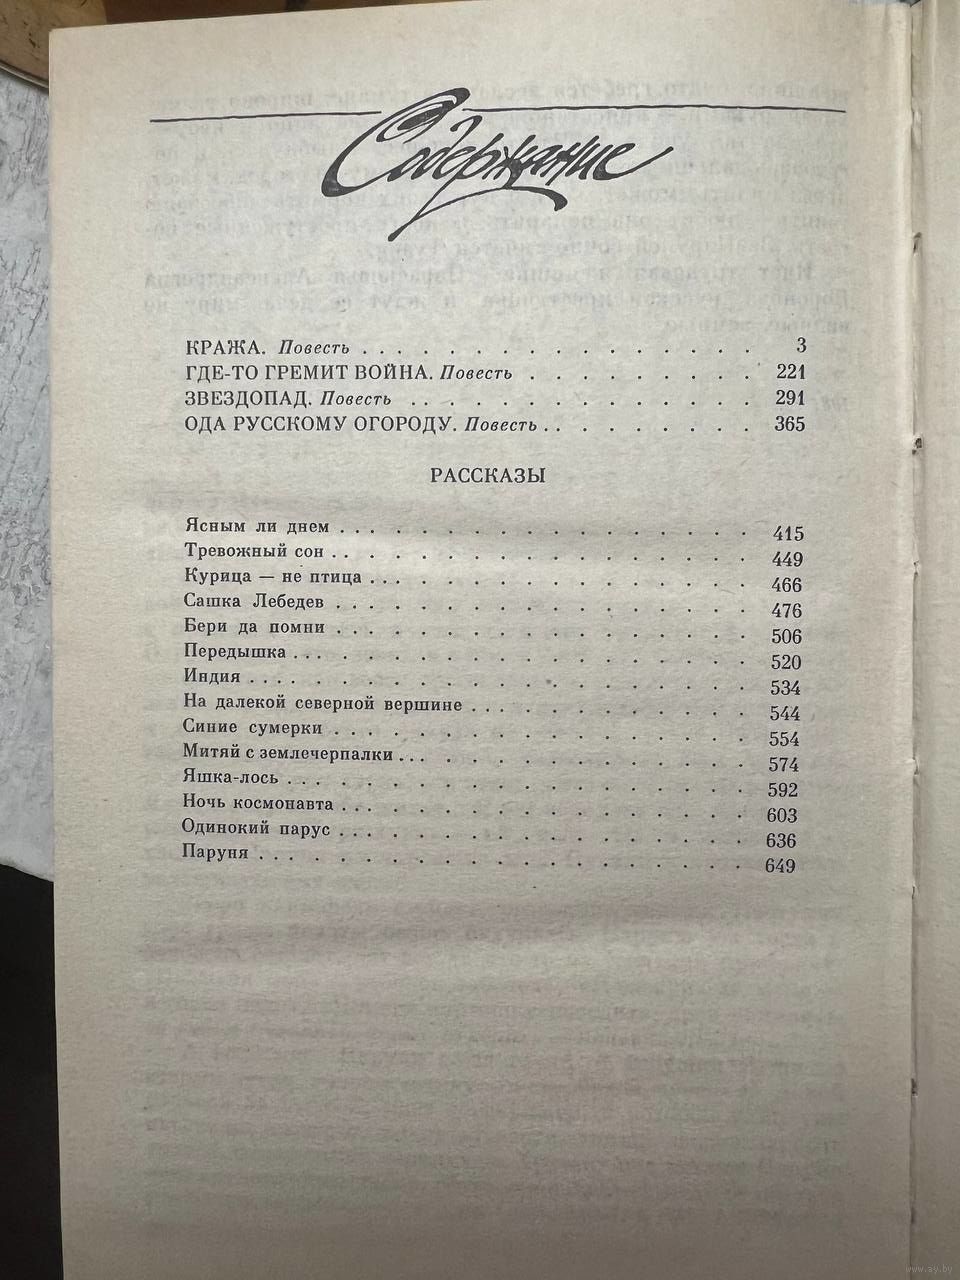 Содержание
КРАЖА. Повесть . . . . . . . . . . . . . . . . 3
ГДЕ-ТО ГРЕМИТ ВОЙНА. Повесть . . . . . . . . . 221
ЗВЕЗДОПАД. Повесть . . . . . . . . . . . . . . 291
ОДА РУССКОМУ ОГОРОДУ. Повесть . . . . . . . . . 365
РАССКАЗЫ
Ясным ли днем . . . . . . . . . . . . . . . . 415
Тревожный сон . . . . . . . . . . . . . . . . 449
Курица — не птица . . . . . . . . . . . . . . 466
Сашка Лебедев . . . . . . . . . . . . . . . . 476
Бери да помни . . . . . . . . . . . . . . . . 506
Передышка . . . . . . . . . . . . . . . . . . 520
Индия . . . . . . . . . . . . . . . . . . . . 534
На далекой северной вершине . . . . . . . . . 544
Синие сумерки . . . . . . . . . . . . . . . . 554
Митяй с землечерпалки . . . . . . . . . . . . 574
Яшка-лось . . . . . . . . . . . . . . . . . . 592
Ночь космонавта . . . . . . . . . . . . . . . 603
Одинокий парус . . . . . . . . . . . . . . . . 636
Паруня . . . . . . . . . . . . . . . . . . . . 649
www.ay.by